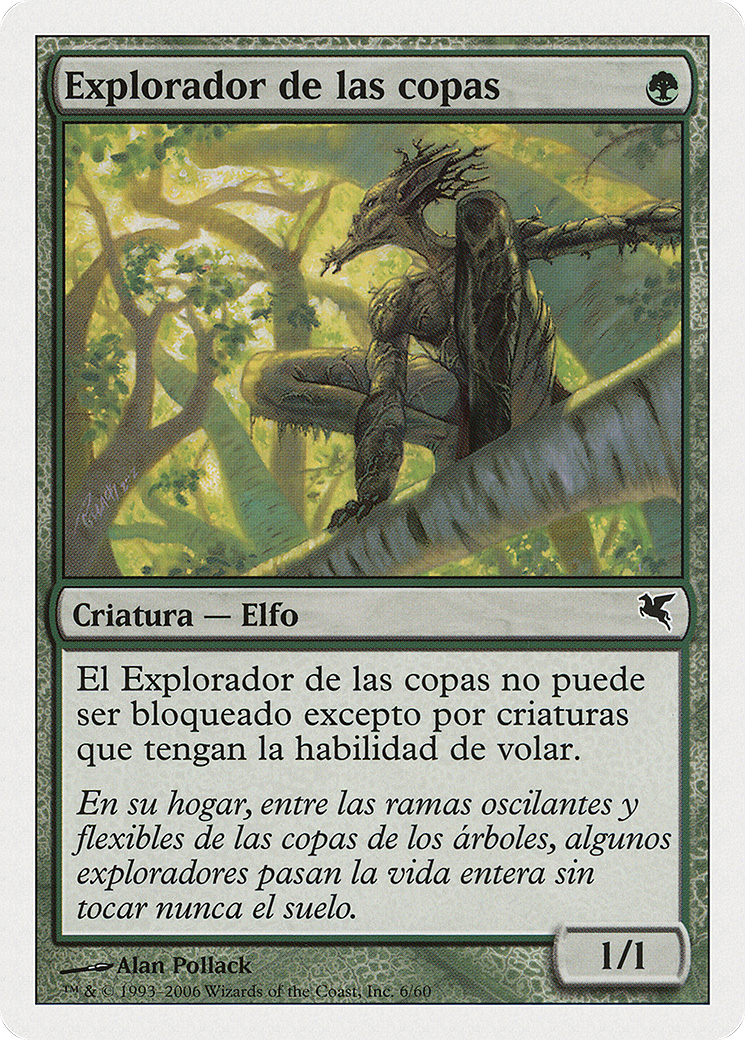 Explorador de las copas
Criatura — Elfo
El Explorador de las copas no puede
ser bloqueado excepto por criaturas
que tengan la habilidad de volar.
En su hogar, entre las ramas oscilantes y
flexibles de las copas de los árboles, algunos
exploradores pasan la vida entera sin
tocar nunca el suelo.
1/1
Alan Pollack
™ & © 1993–2006 Wizards of the Coast, Inc. 6/60